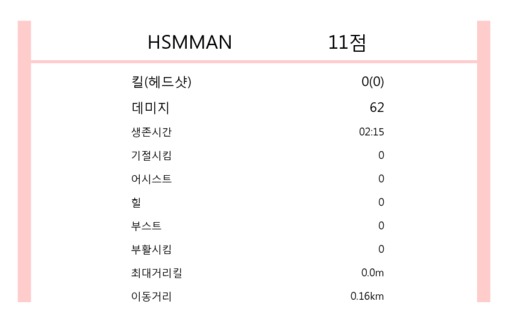 HSMMAN 11점
킬(헤드샷) 0(0)
데미지 62
생존시간 02:15
기절시킴 0
어시스트 0
힐 0
부스트 0
부활시킴 0
최대거리킬 0.0m
이동거리 0.16km